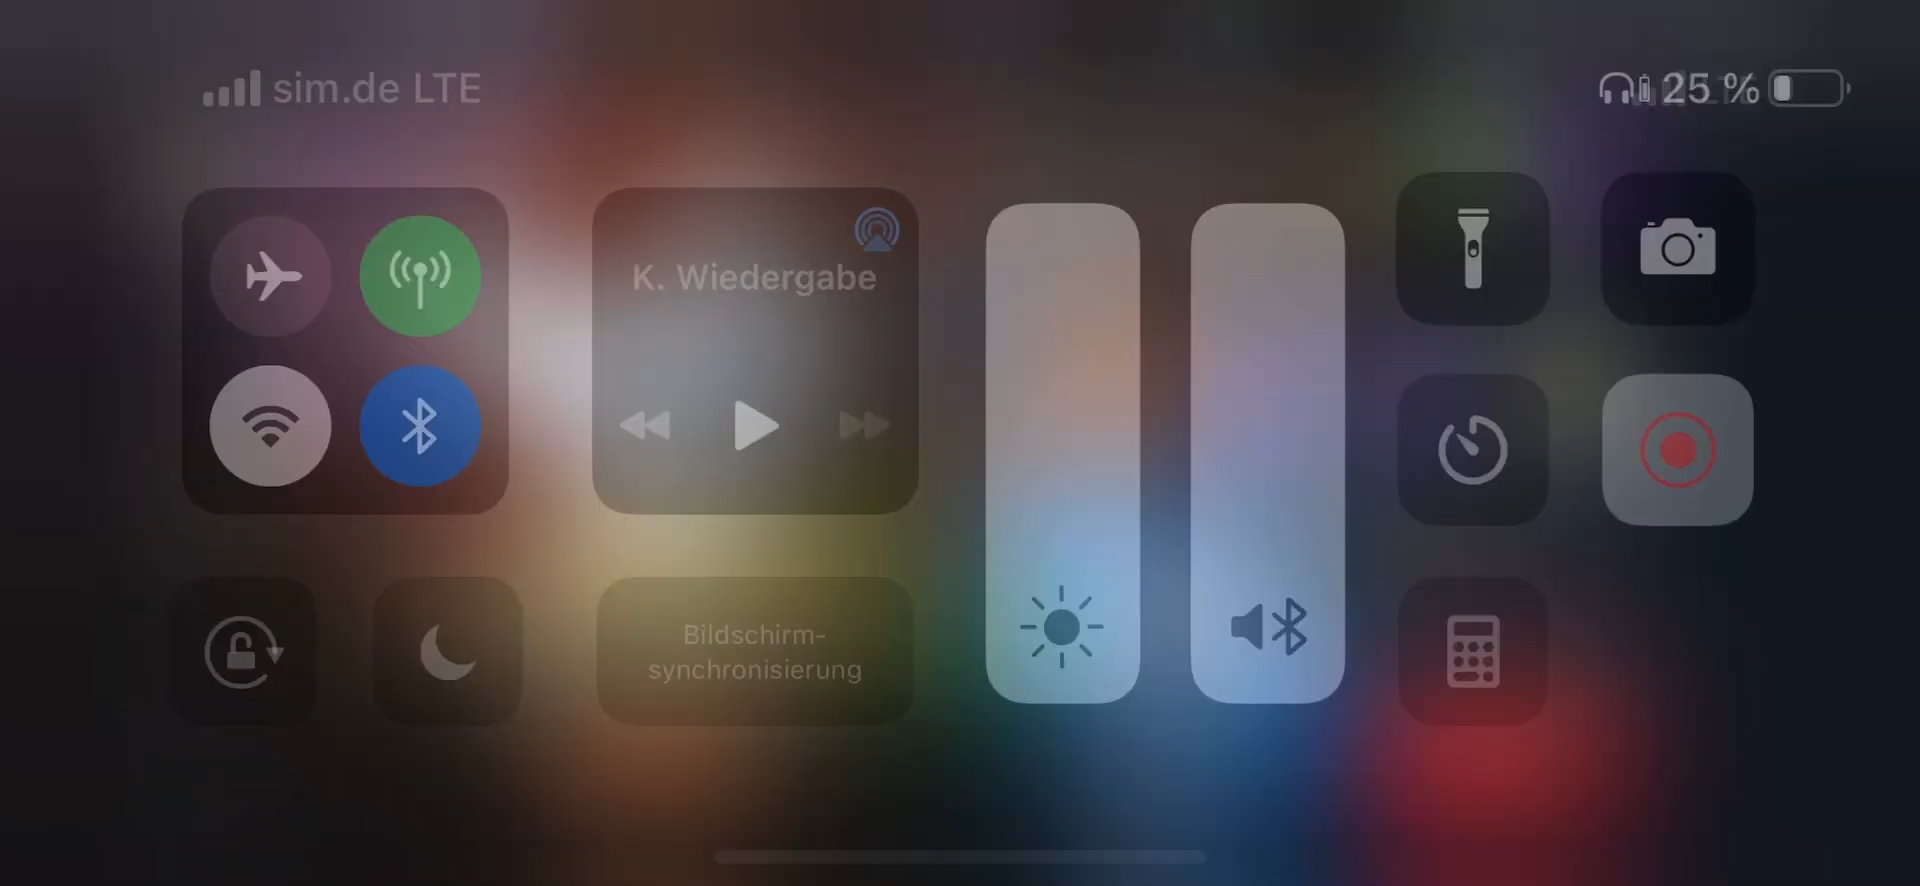 sim.de LTE
25 %
K. Wiedergabe
Bildschirm-
synchronisierung